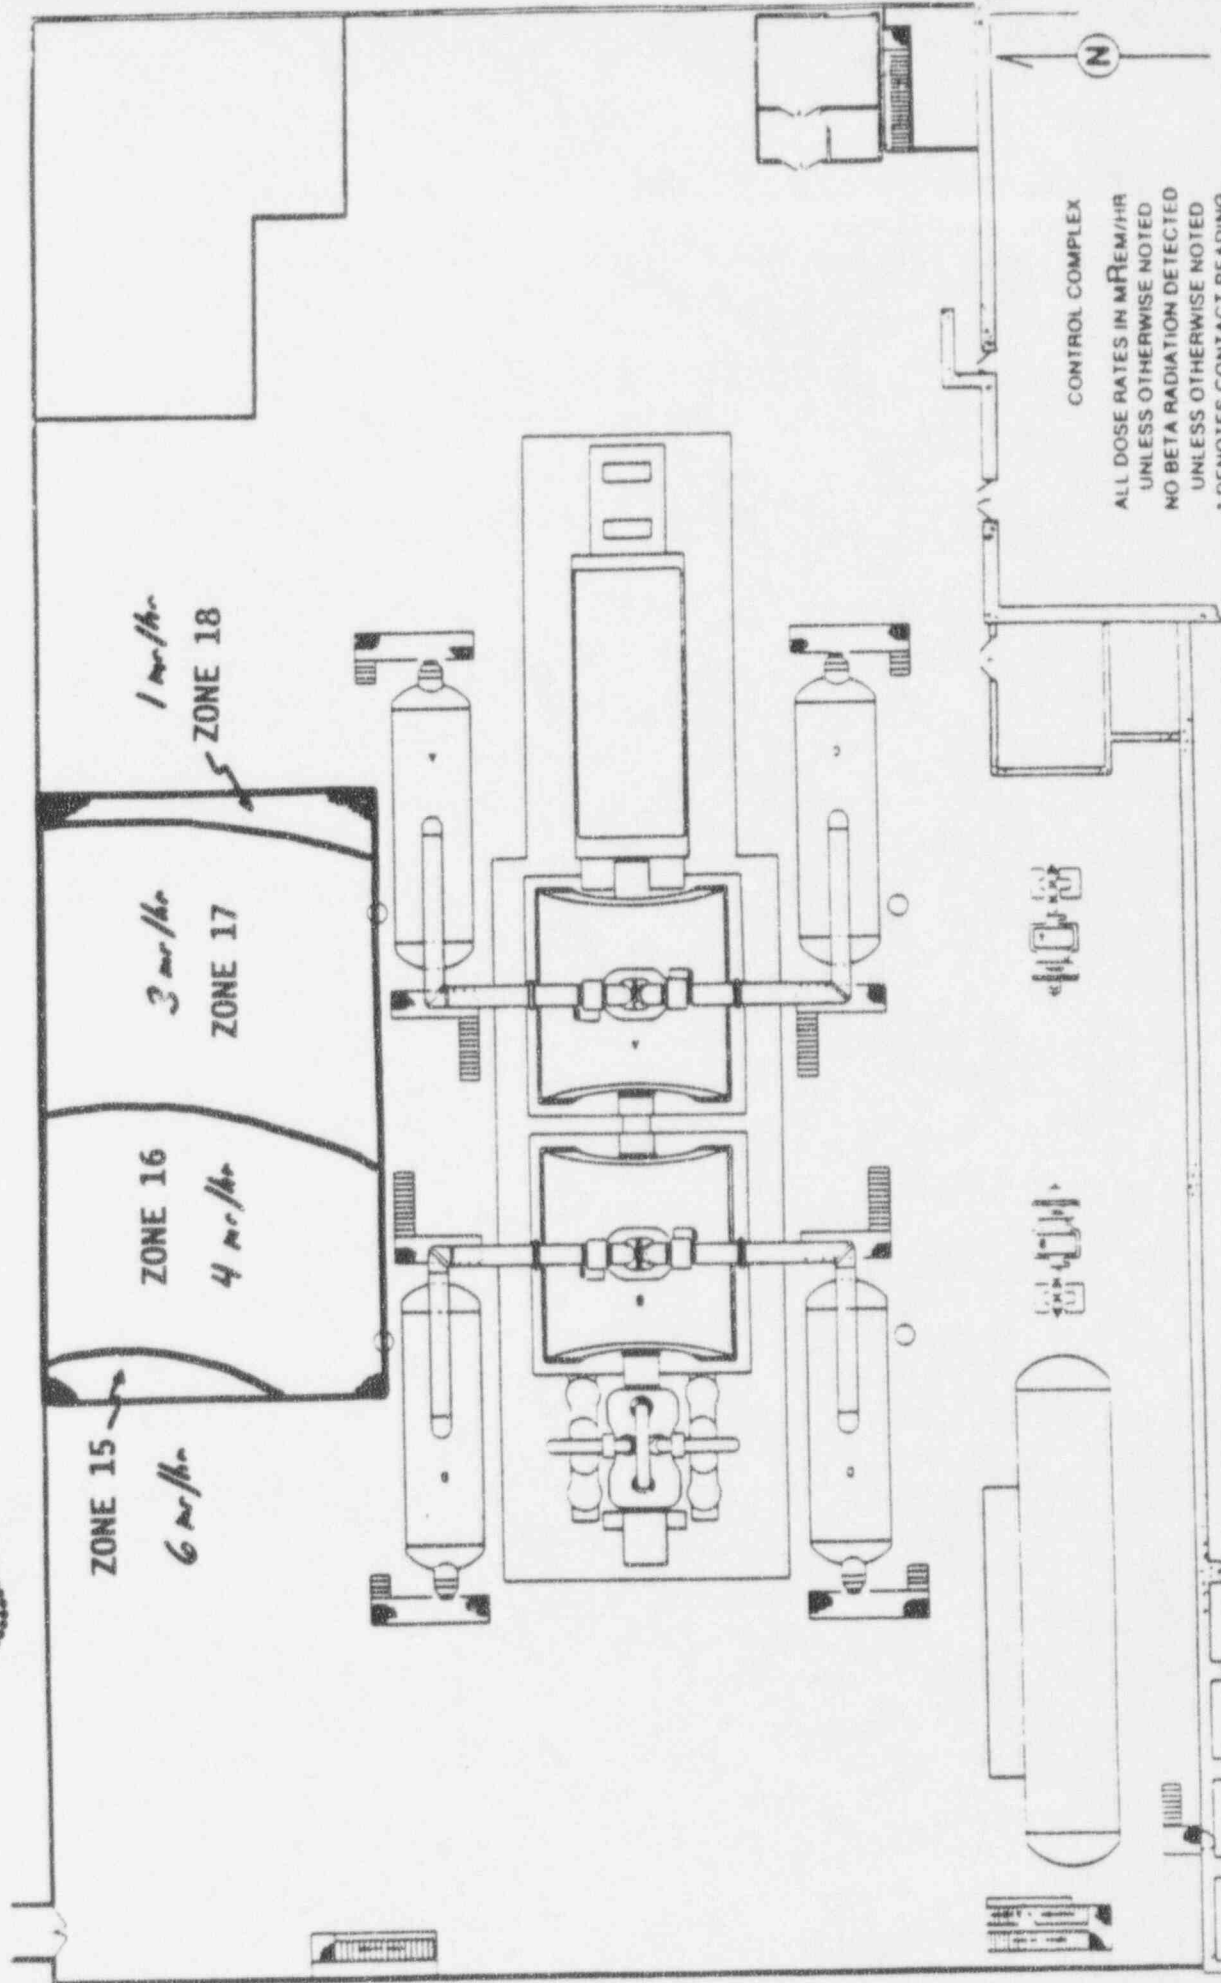 N
CONTROL COMPLEX
ALL DOSE RATES IN MREM/HR
UNLESS OTHERWISE NOTED
NO BETA RADIATION DETECTED
UNLESS OTHERWISE NOTED
CONTACT READING
ZONE 15
6 mr/hr
ZONE 16
4 mr/hr
3 mr/hr
ZONE 17
1 mr/hr
ZONE 18